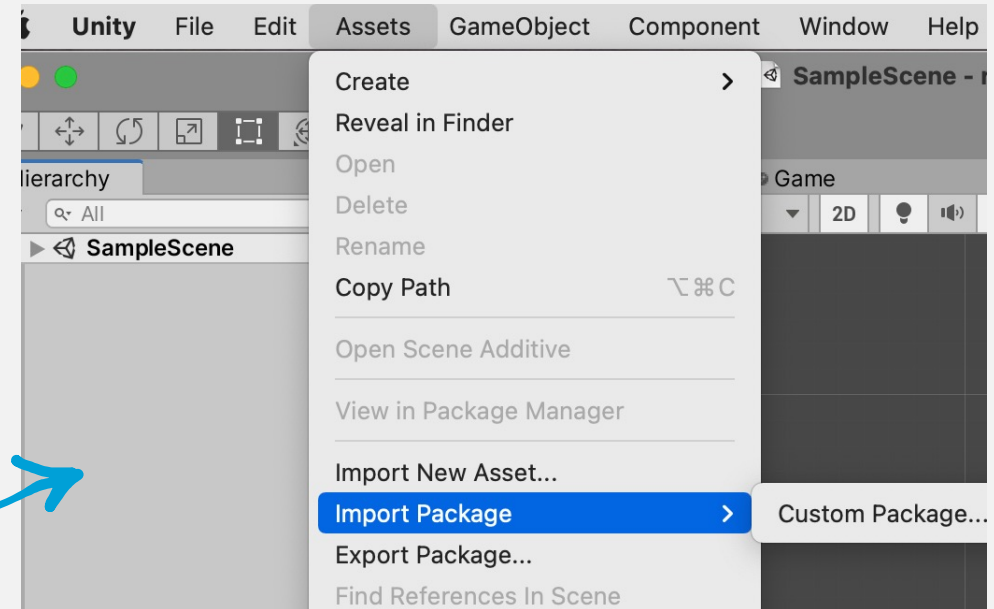 Unity File Edit Assets GameObject Component Window Help
SampleScene -
Create
Reveal in Finder
Open
Game
ierarchy
Delete
2D
All
Rename
SampleScene
Copy Path ⌥⌘C
Open Scene Additive
View in Package Manager
Import New Asset...
Import Package Custom Package...
Export Package...
Find References In Scene